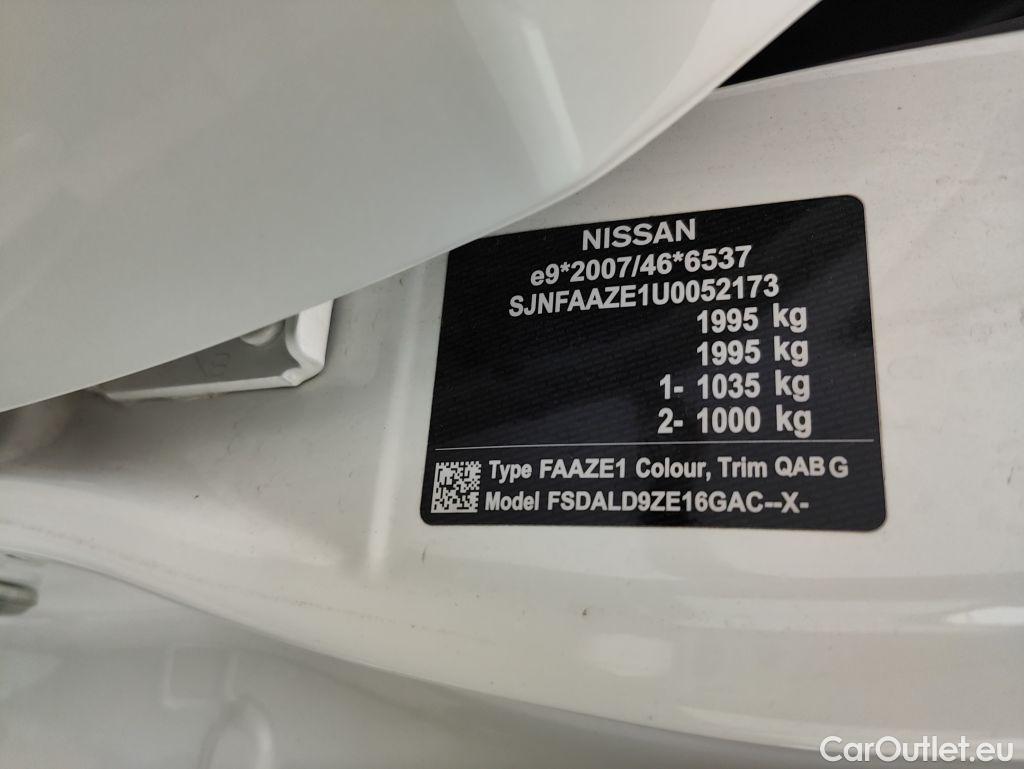 NISSAN
e9*2007/46*6537
SJNFAAZE1U0052173
1995 kg
1995 kg
1- 1035 kg
2- 1000 kg
Type FAAZE1 Colour, Trim QAB G
Model FSDALD9ZE16GAC--X-
CarOutlet.eu